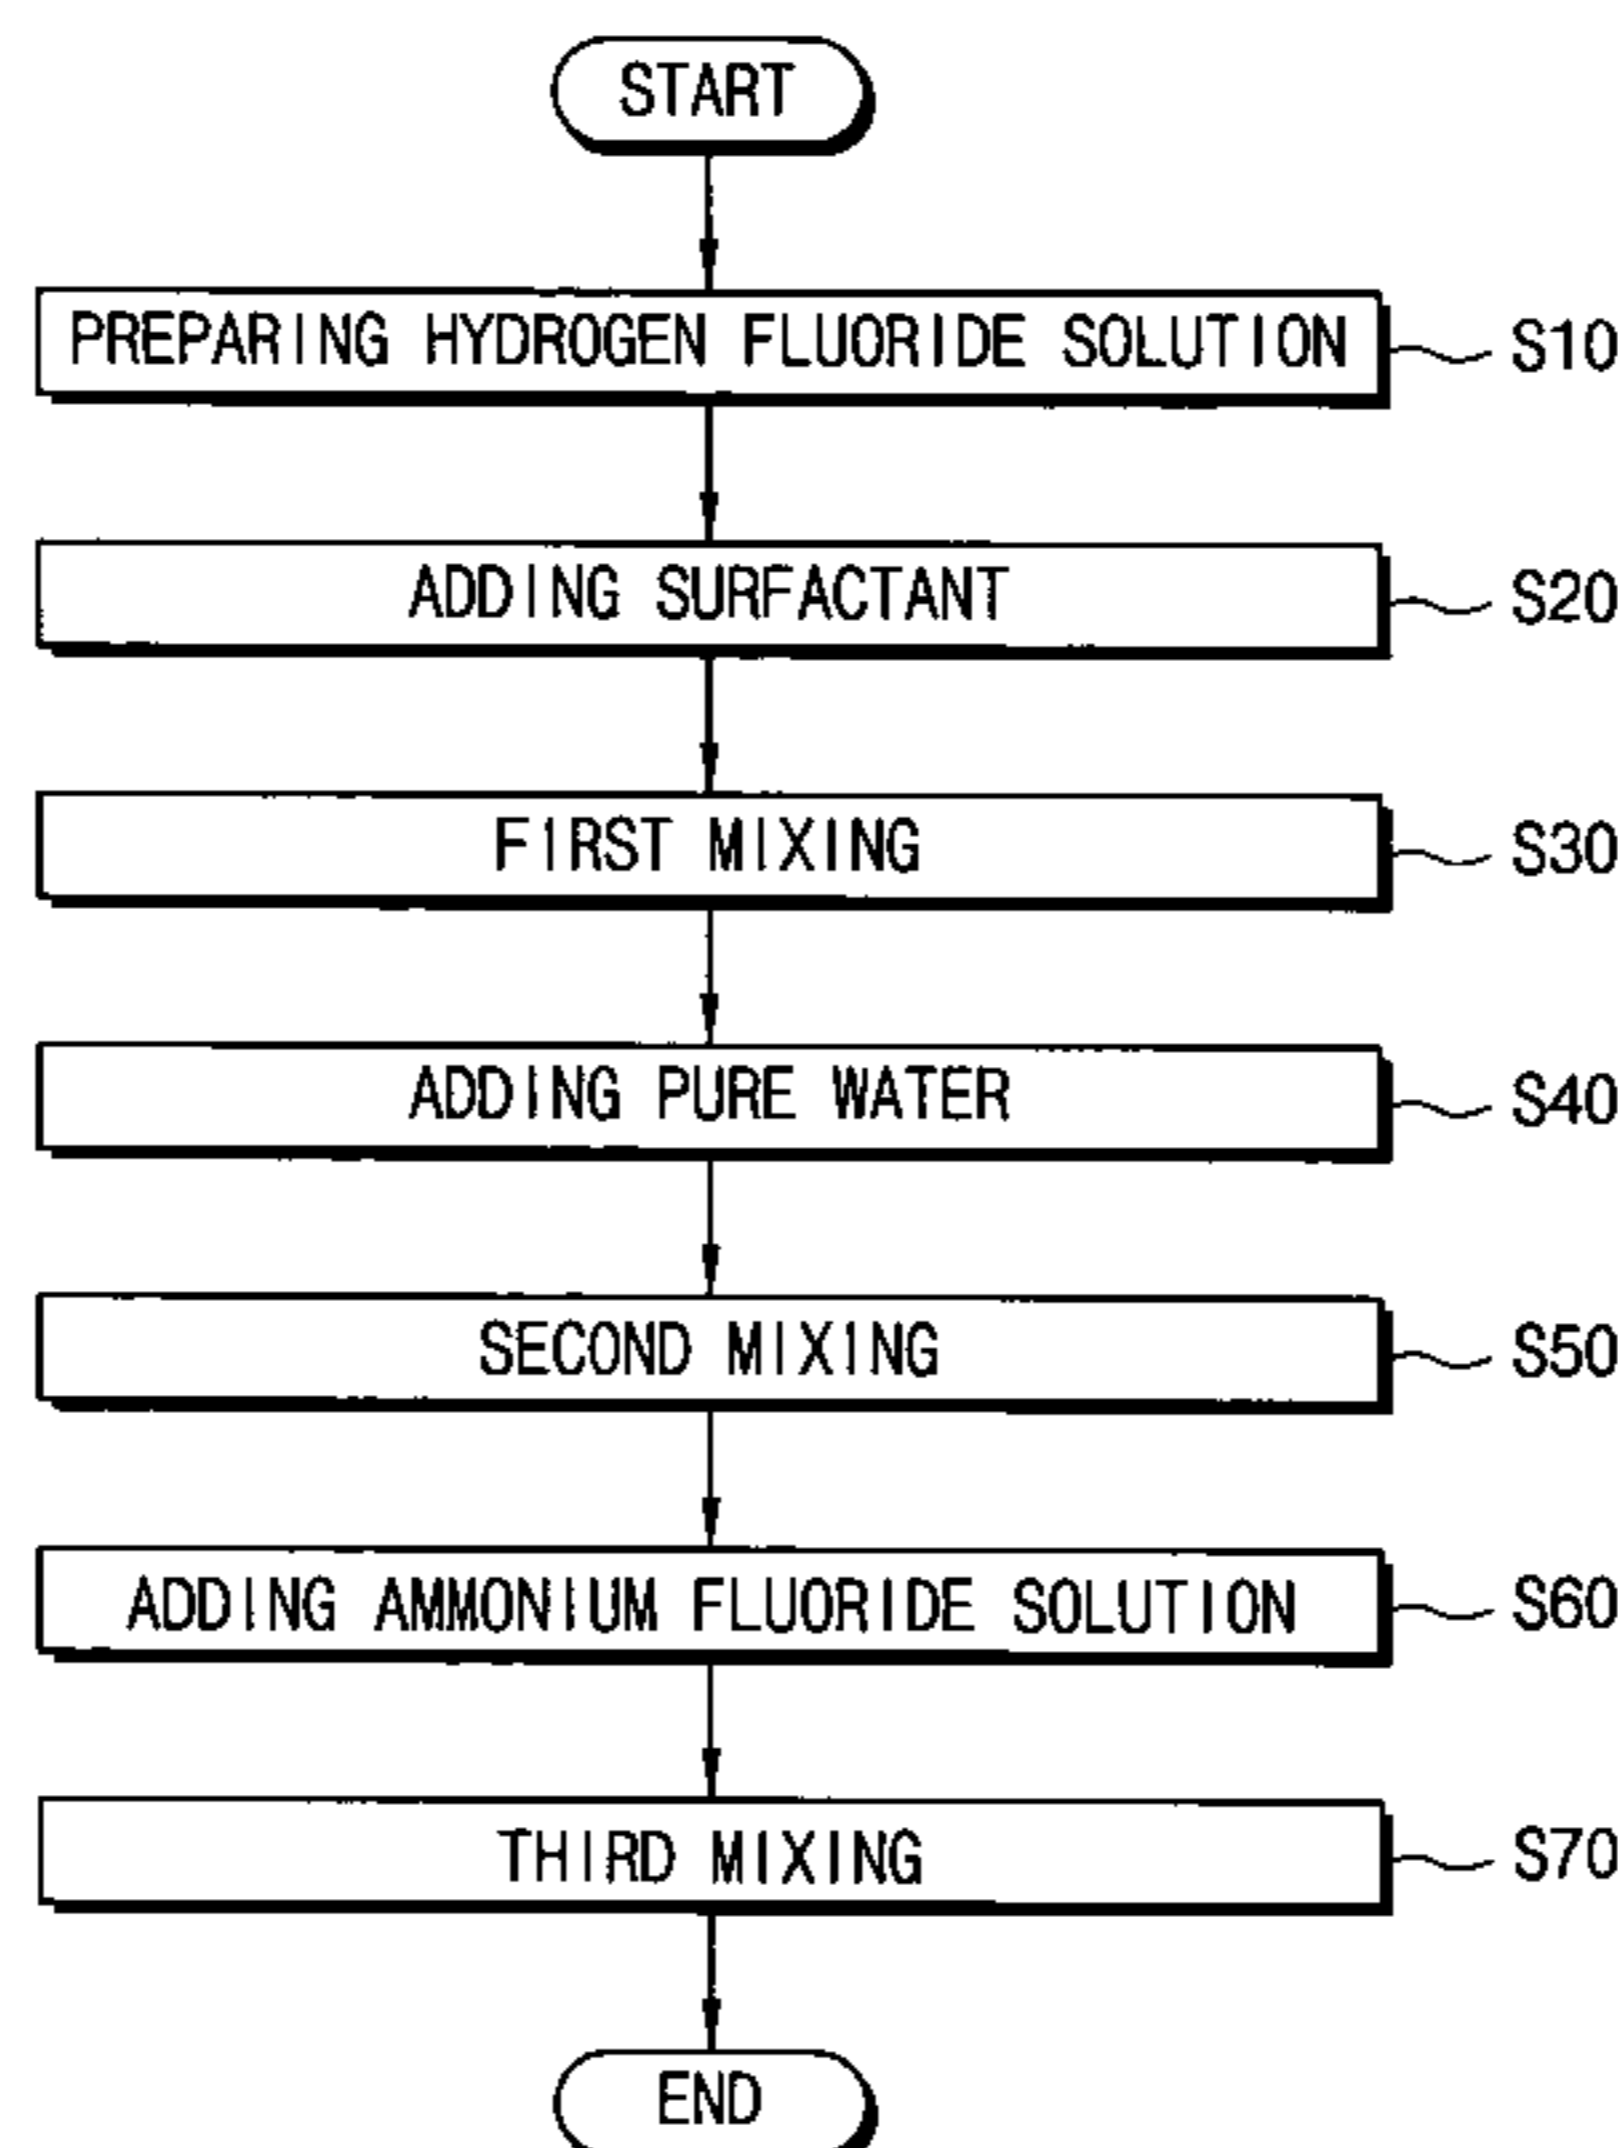 START
PREPARING HYDROGEN FLUORIDE SOLUTION S10
ADDING SURFACTANT S20
FIRST MIXING S30
ADDING PURE WATER S40
SECOND MIXING S50
ADDING AMMONIUM FLUORIDE SOLUTION S60
THIRD MIXING S70
END